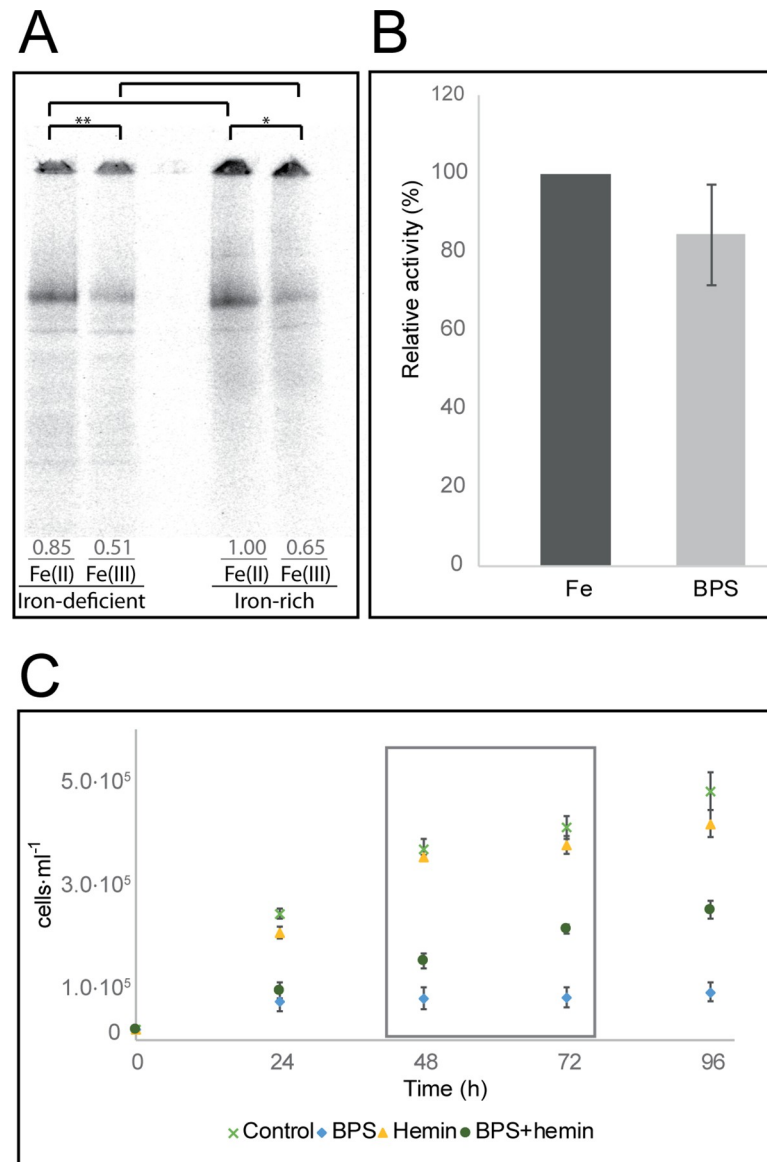 A
** *
0.85 0.51 1.00 0.65
Fe(II) Fe(III) Fe(II) Fe(III)
Iron-deficient Iron-rich
B
Relative activity (%)
120
100
80
60
40
20
0
Fe BPS
C
cells·ml⁻¹
5.0·10⁵
3.0·10⁵
1.0·10⁵
0
0 24 48 72 96
Time (h)
Control BPS Hemin BPS+hemin